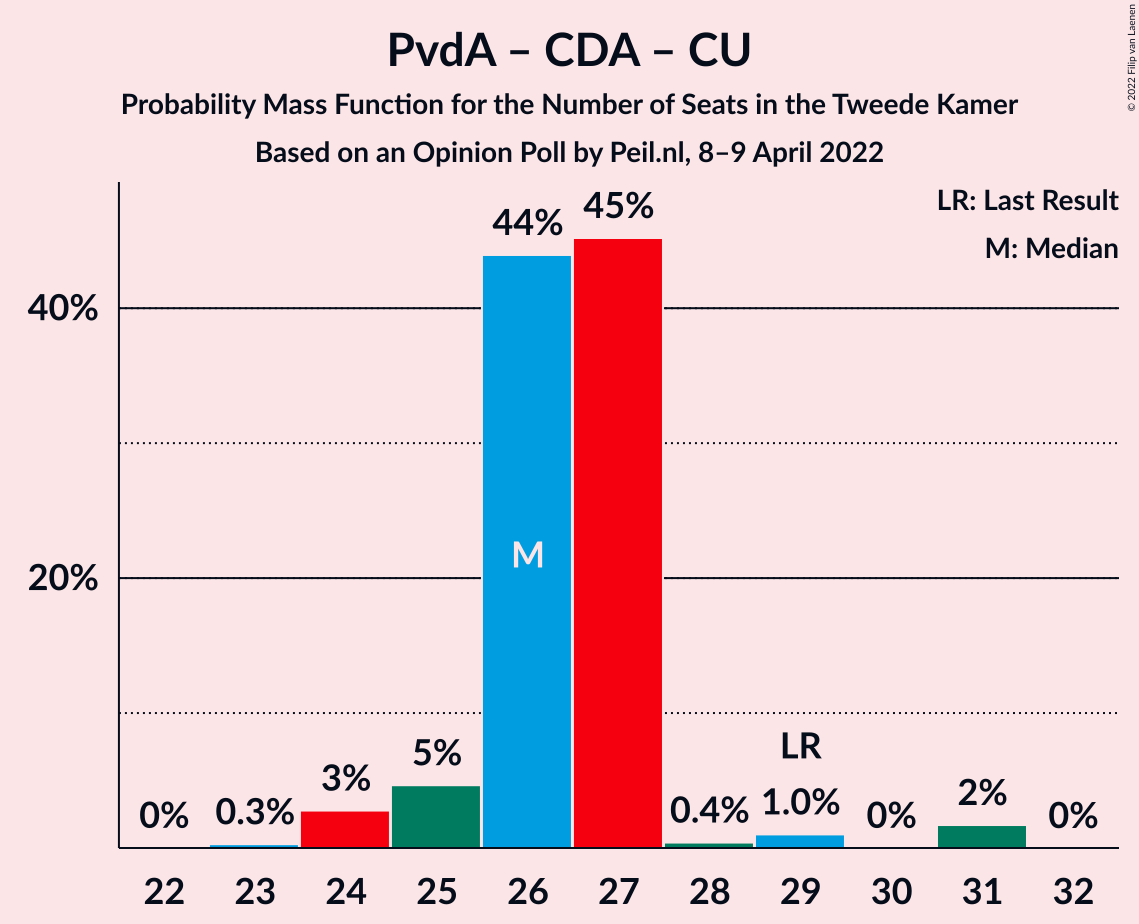 PvdA – CDA – CU
Probability Mass Function for the Number of Seats in the Tweede Kamer
Based on an Opinion Poll by Peil.nl, 8–9 April 2022
© 2022 Filip van Laenen
LR: Last Result
M: Median
40%
20%
0%
0.3%
3%
5%
44%
45%
0.4%
LR
1.0%
0%
2%
0%
M
22 23 24 25 26 27 28 29 30 31 32